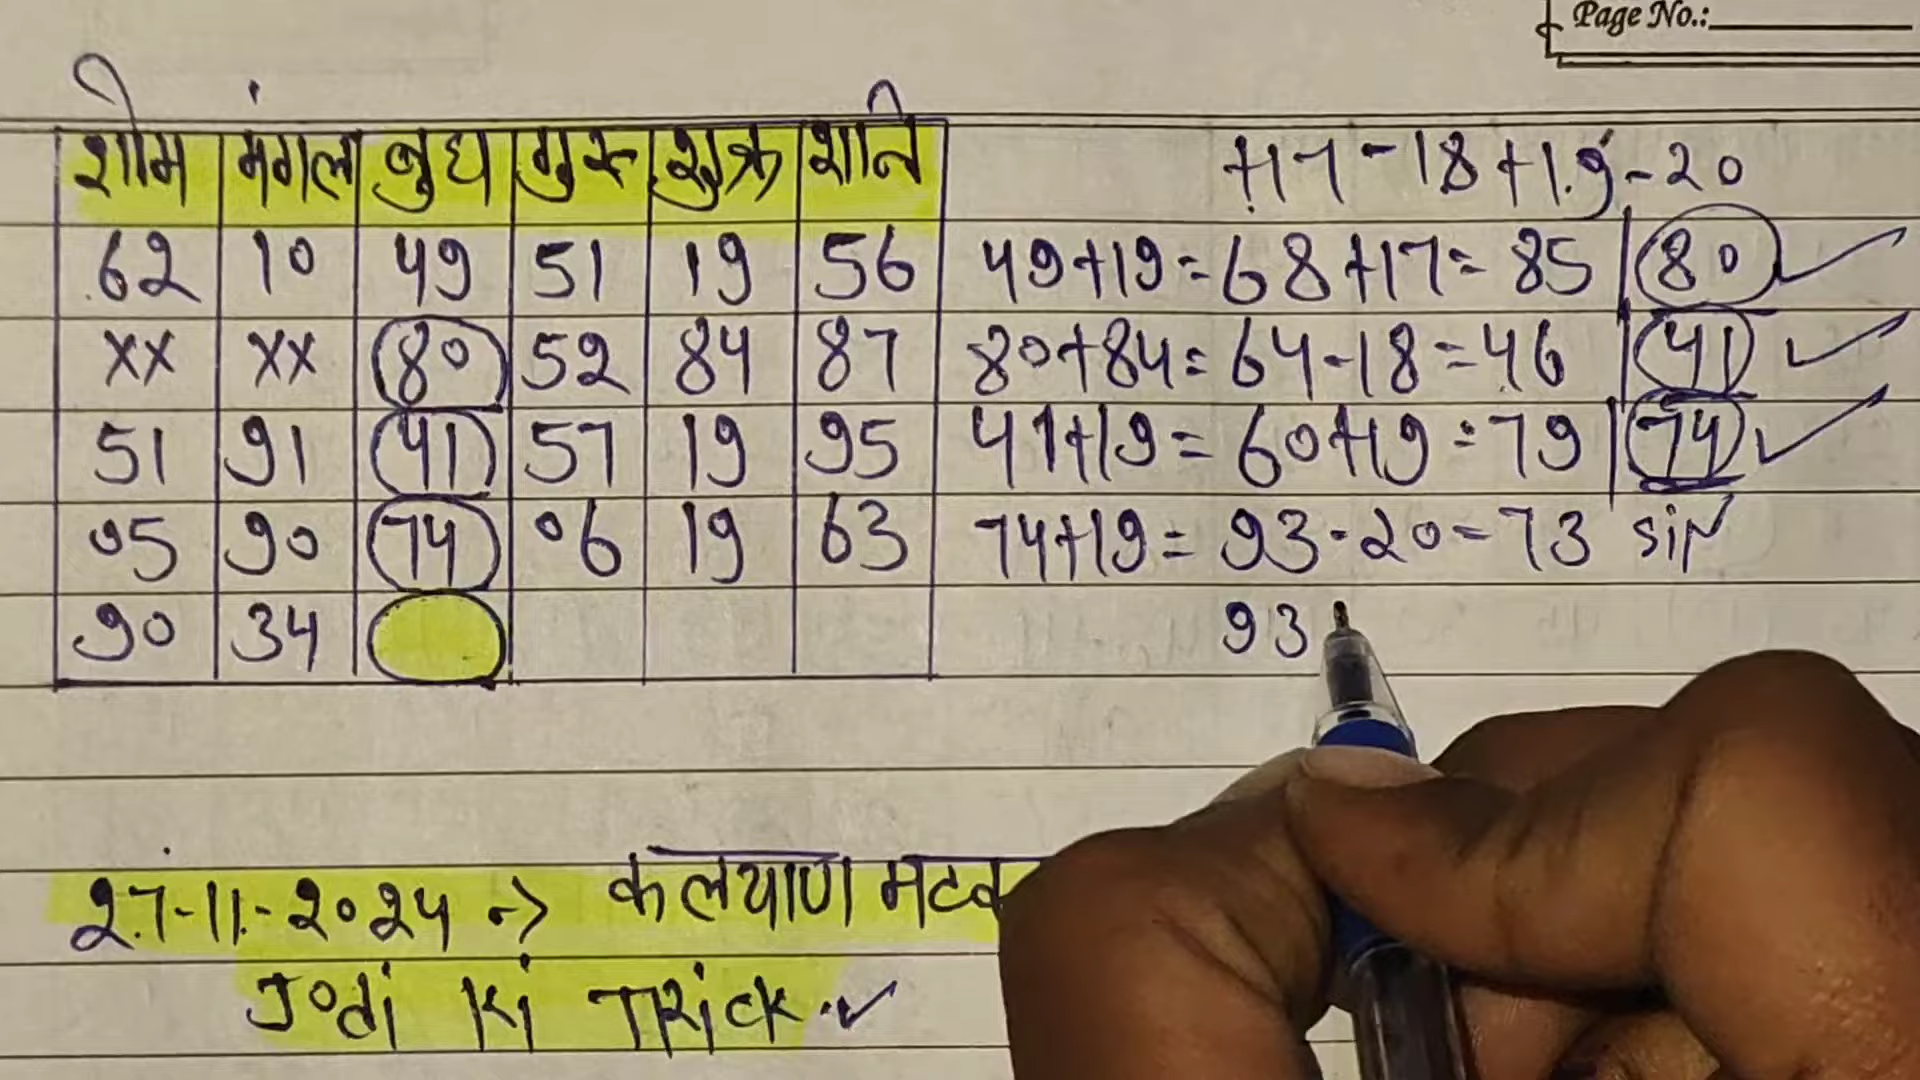 Page No.:
शोम मंगल बुध गुरू शुक्र शनि
+17-18+19-20
62 10 49 51 19 56 49+19=68+17=85 | 80 ✓
xx xx 80 52 84 87 80+84=64-18=46 | 41 ✓
51 91 41 57 19 95 41+19=60+19=79 | 74 ✓
05 90 74 06 19 63 74+19=93-20=73
90 34 93
27-11-2024 -> कल्याण
Jodi Ki TRick ✓